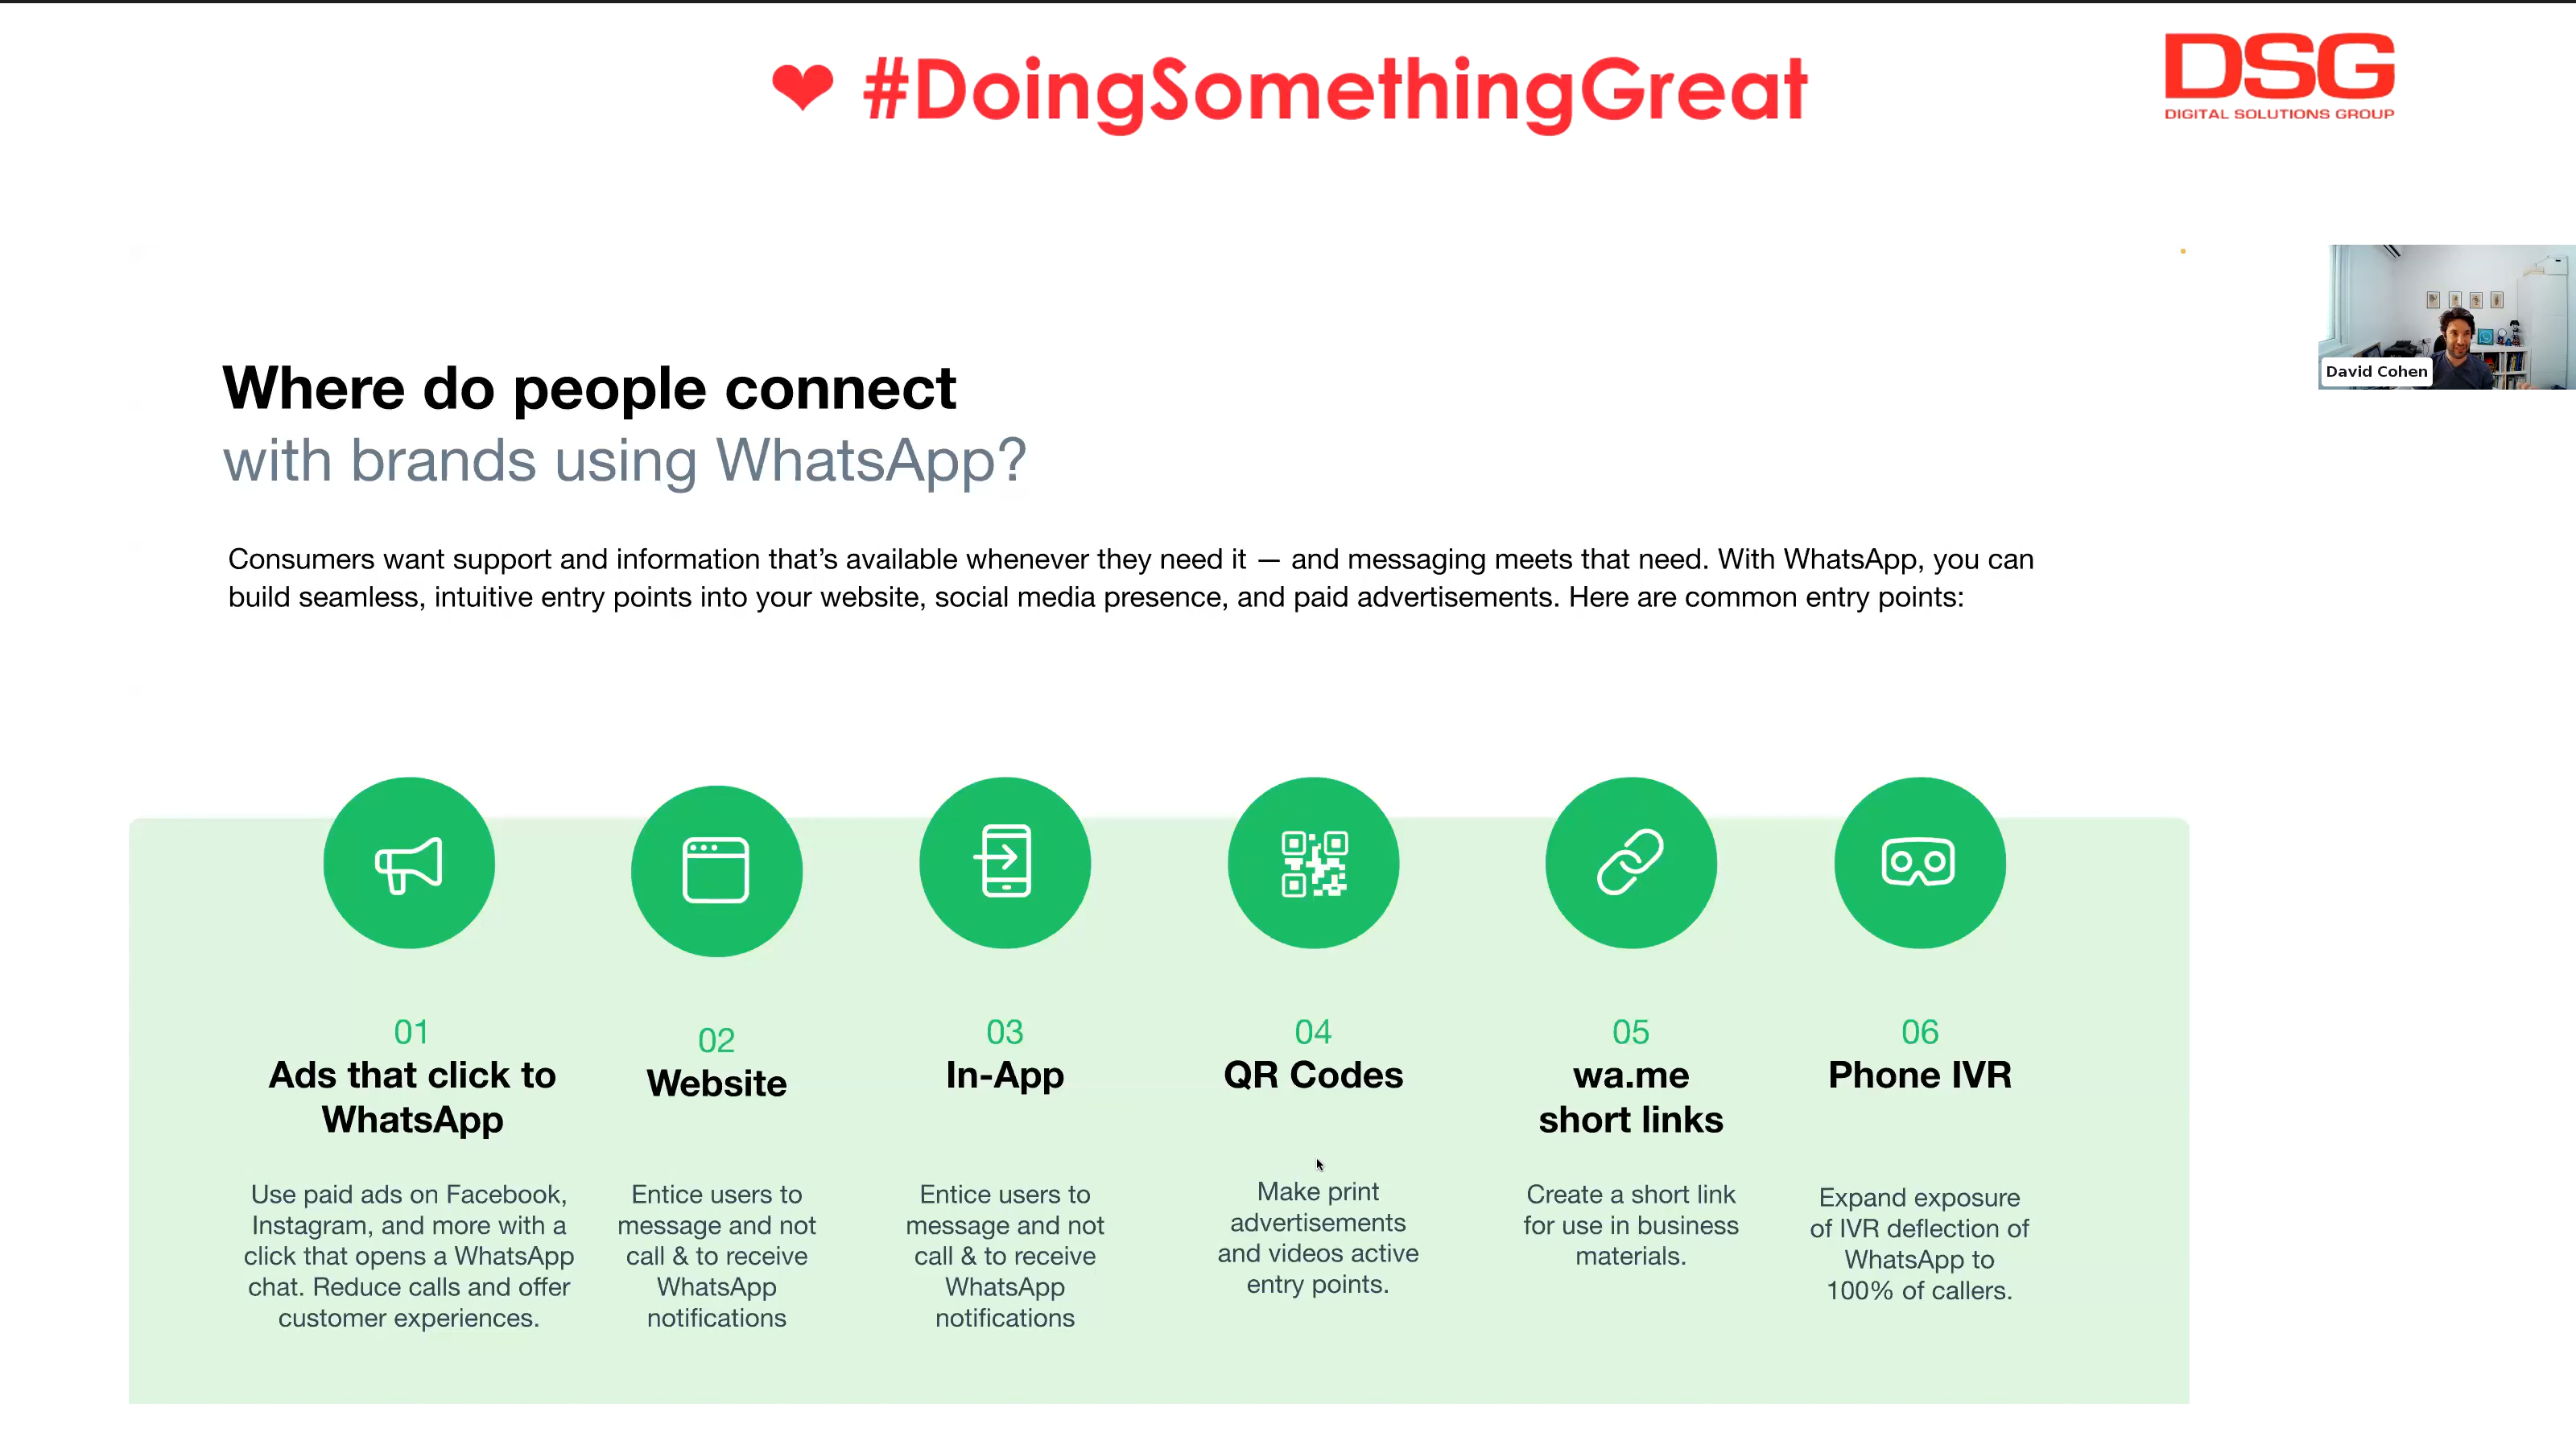 ❤ #DoingSomethingGreat
DSG
DIGITAL SOLUTIONS GROUP
David Cohen
Where do people connect
with brands using WhatsApp?
Consumers want support and information that’s available whenever they need it — and messaging meets that need. With WhatsApp, you can
build seamless, intuitive entry points into your website, social media presence, and paid advertisements. Here are common entry points:
01
Ads that click to
WhatsApp
Use paid ads on Facebook,
Instagram, and more with a
click that opens a WhatsApp
chat. Reduce calls and offer
customer experiences.
02
Website
Entice users to
message and not
call & to receive
WhatsApp
notifications
03
In-App
Entice users to
message and not
call & to receive
WhatsApp
notifications
04
QR Codes
Make print
advertisements
and videos active
entry points.
05
wa.me
short links
Create a short link
for use in business
materials.
06
Phone IVR
Expand exposure
of IVR deflection of
WhatsApp to
100% of callers.